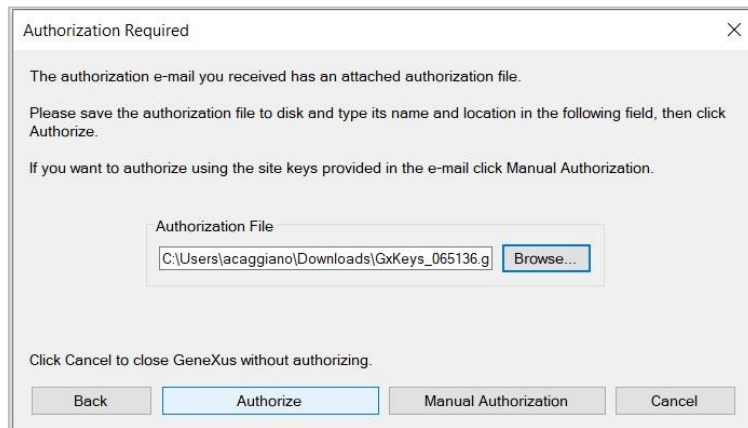 Authorization Required
The authorization e-mail you received has an attached authorization file.
Please save the authorization file to disk and type its name and location in the following field, then click
Authorize.
If you want to authorize using the site keys provided in the e-mail click Manual Authorization.
Authorization File
C:\Users\acaggiano\Downloads\GxKeys_065136.g
Browse...
Click Cancel to close GeneXus without authorizing.
Back
Authorize
Manual Authorization
Cancel